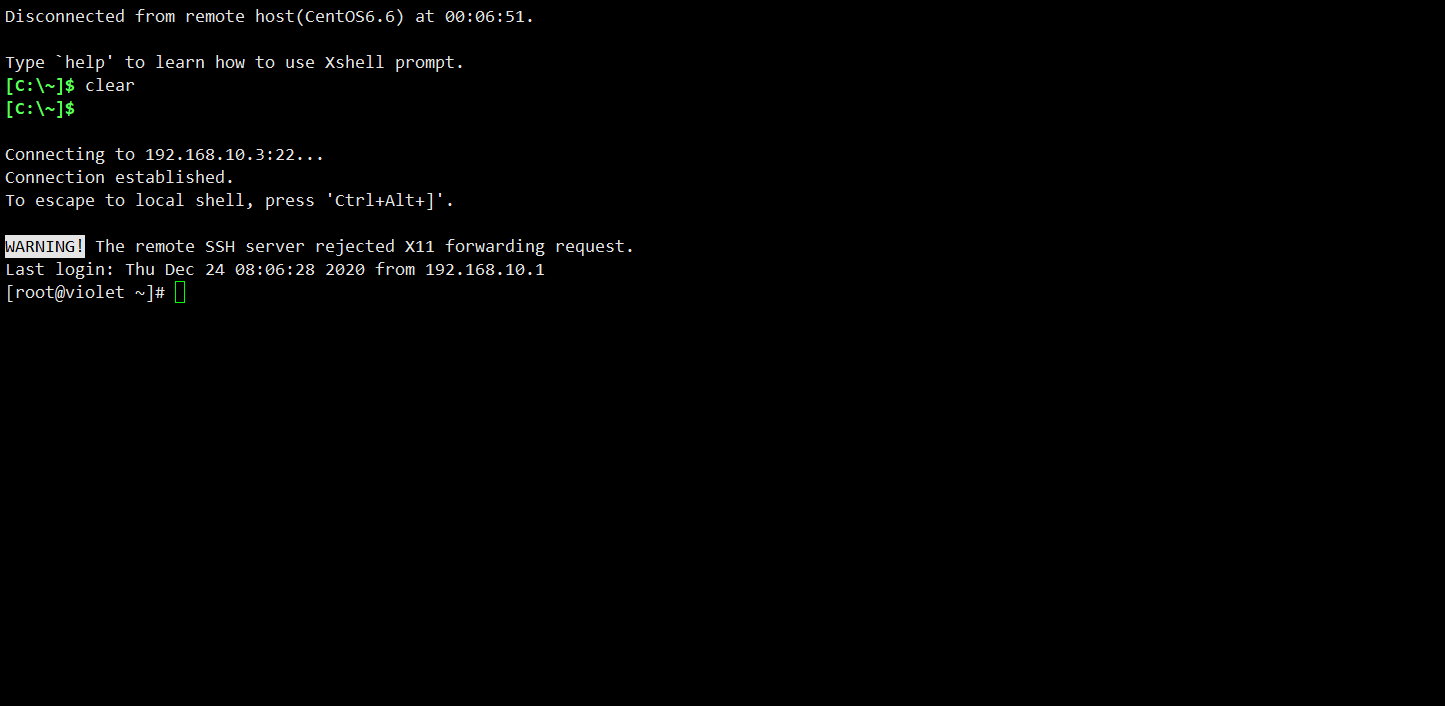 Disconnected from remote host(CentOS6.6) at 00:06:51.
Type `help' to learn how to use Xshell prompt.
[C:\~]$ clear
[C:\~]$
Connecting to 192.168.10.3:22...
Connection established.
To escape to local shell, press 'Ctrl+Alt+]'.
WARNING! The remote SSH server rejected X11 forwarding request.
Last login: Thu Dec 24 08:06:28 2020 from 192.168.10.1
[root@violet ~]#